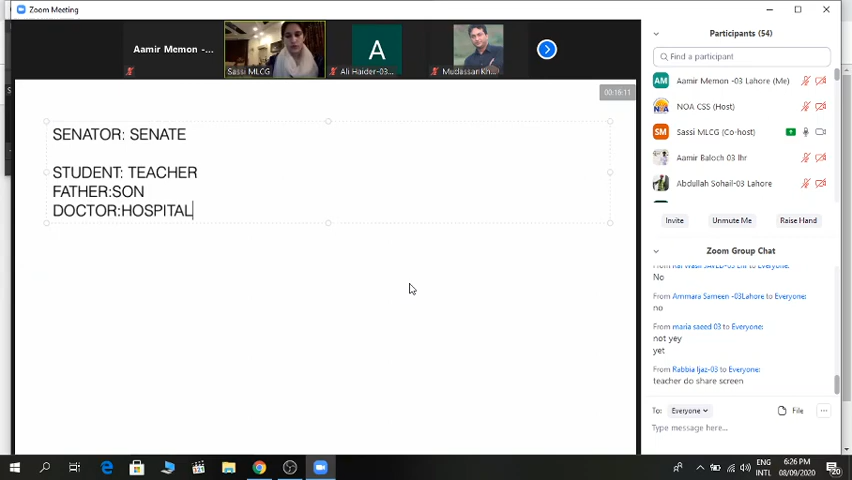 Zoom Meeting
Aamir Memon -...
Sassi MLCG
A
Ali Haider-03...
Mudassar Kh...
00:16:11
SENATOR: SENATE
STUDENT: TEACHER
FATHER:SON
DOCTOR:HOSPITAL
Participants (54)
Find a participant
AM Aamir Memon -03 Lahore (Me)
NOA CSS (Host)
SM Sassi MLCG (Co-host)
Aamir Baloch 03 lhr
Abdullah Sohail-03 Lahore
Invite Unmute Me Raise Hand
Zoom Group Chat
No
From Ammara Sameen -03Lahore to Everyone:
no
From maria saeed 03 to Everyone:
not yey
yet
From Rabbia Ijaz-03 to Everyone:
teacher do share screen
To: Everyone File ...
Type message here...
ENG 6:26 PM
INTL 08/09/2020 20